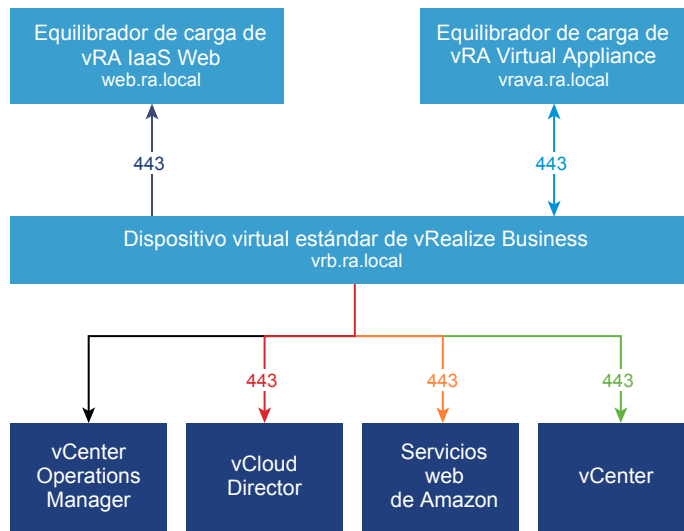 Equilibrador de carga de
vRA IaaS Web
web.ra.local
Equilibrador de carga de
vRA Virtual Appliance
vrava.ra.local
443
443
Dispositivo virtual estándar de vRealize Business
vrb.ra.local
443
443
443
vCenter
Operations
Manager
vCloud
Director
Servicios
web
de Amazon
vCenter